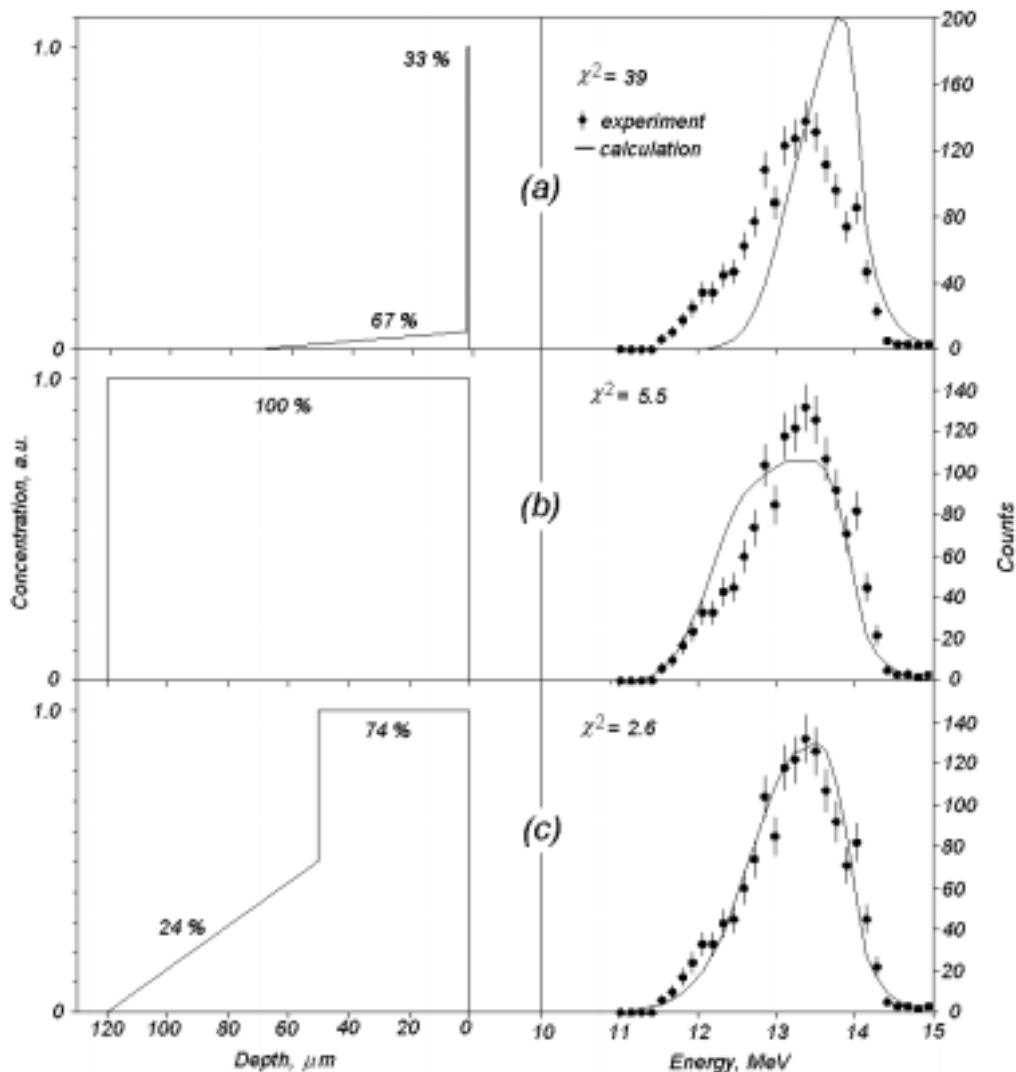 1.0
33 %
67 %
0
(a)
χ² = 39
experiment
calculation
200
160
120
80
40
0
1.0
100 %
0
(b)
χ² = 5.5
140
120
100
80
60
40
20
0
Concentration, a.u.
Counts
1.0
74 %
24 %
0
(c)
χ² = 2.6
140
120
100
80
60
40
20
0
120 100 80 60 40 20 0
10 11 12 13 14 15
Depth, μm
Energy, MeV